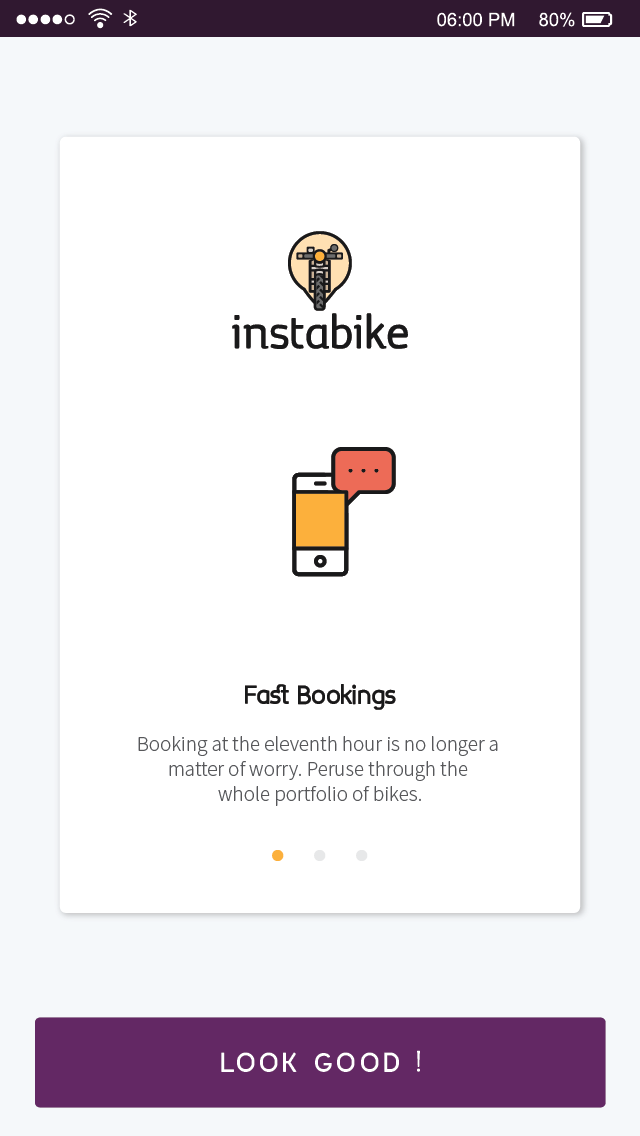 06:00 PM 80%
instabike
Fast Bookings
Booking at the eleventh hour is no longer a
matter of worry. Peruse through the
whole portfolio of bikes.
LOOK GOOD !